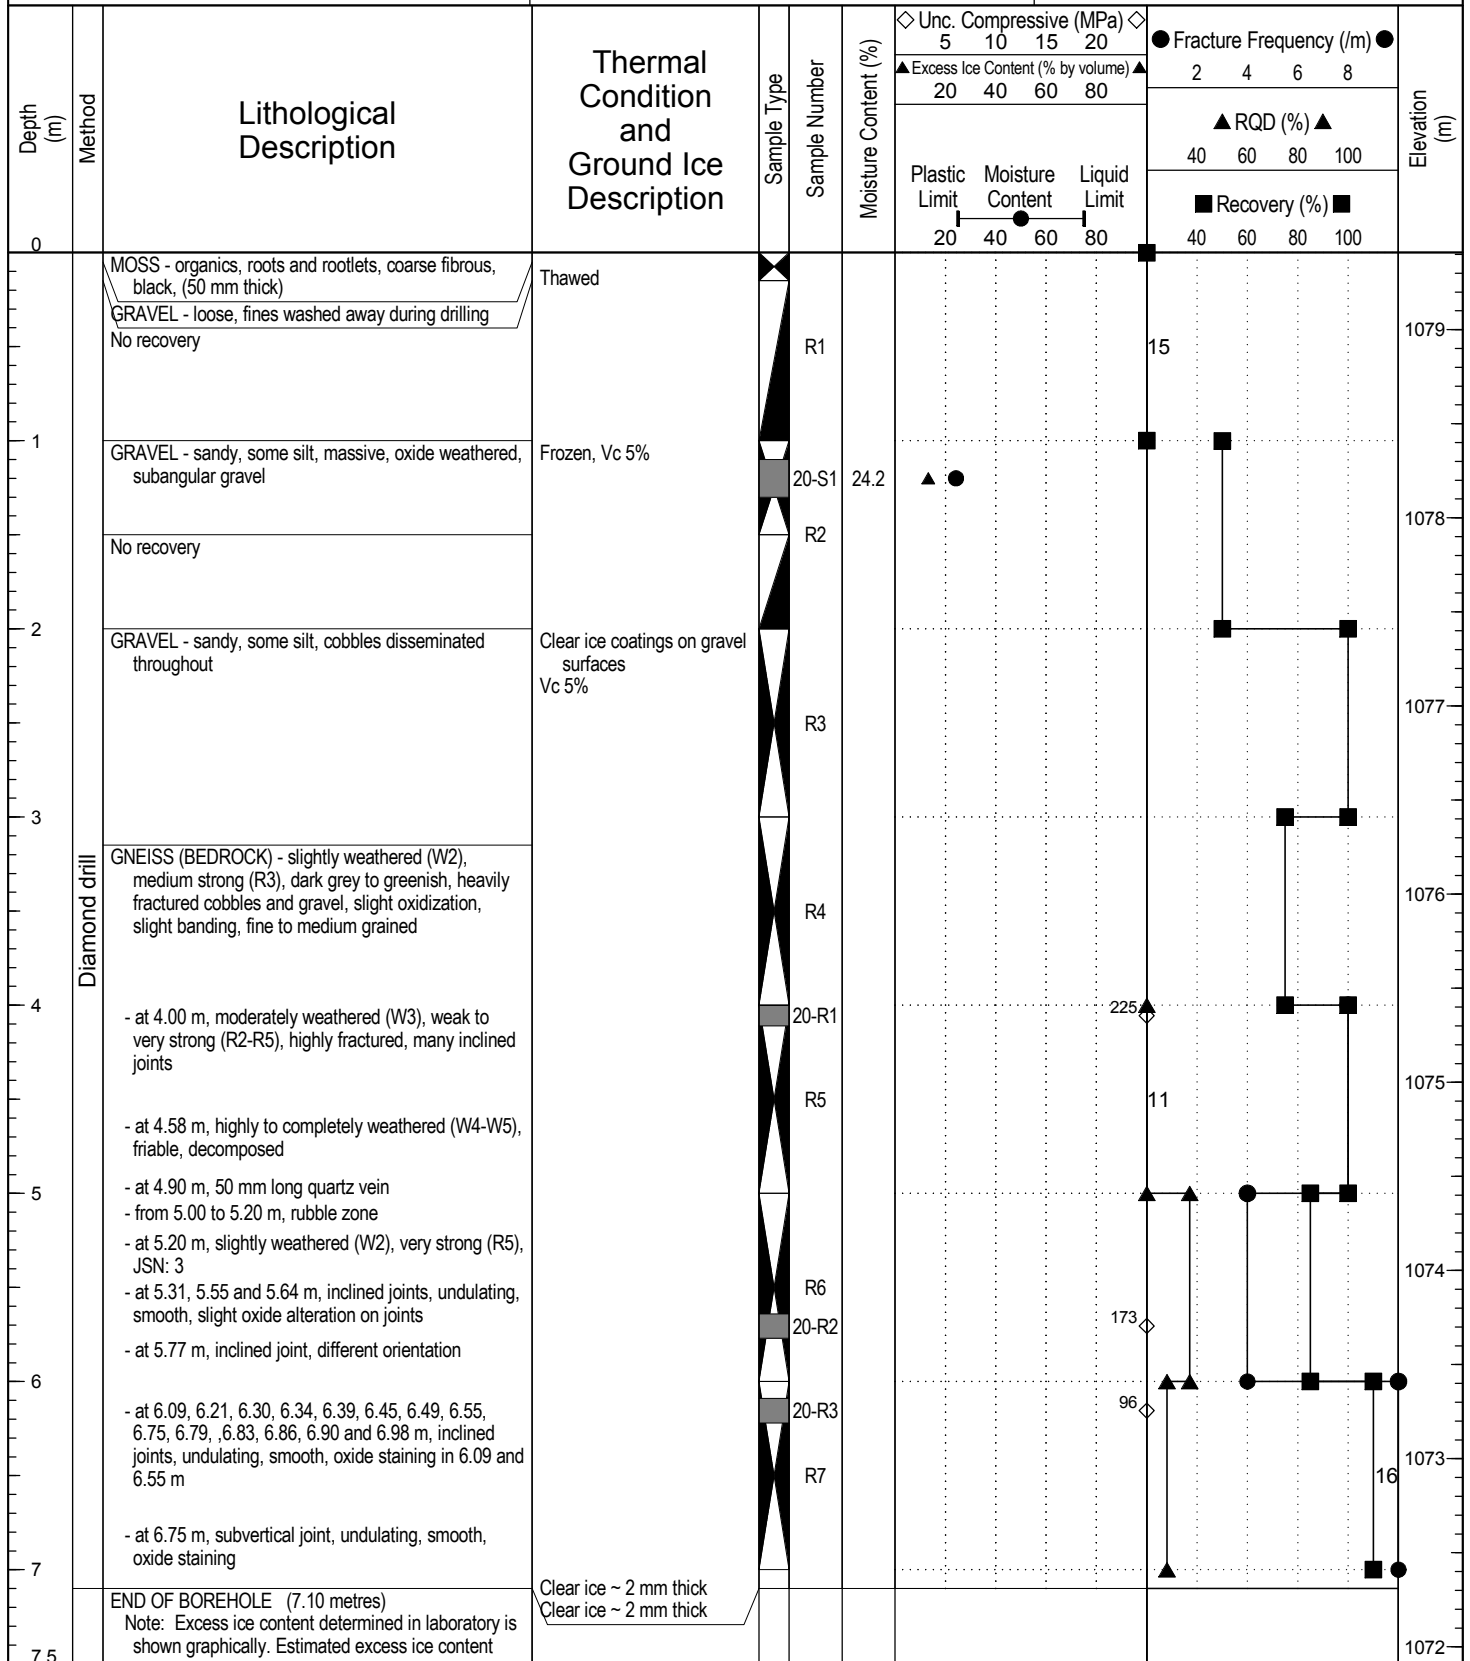 Depth (m)
Method
Lithological
Description
Thermal
Condition
and
Ground Ice
Description
Sample Type
Sample Number
Moisture Content (%)
Unc. Compressive (MPa)
5 10 15 20
Excess Ice Content (% by volume)
20 40 60 80
Plastic Limit
Moisture Content
Liquid Limit
20 40 60 80
Fracture Frequency (/m)
2 4 6 8
RQD (%)
40 60 80 100
Recovery (%)
40 60 80 100
Elevation (m)
0
Diamond drill
MOSS - organics, roots and rootlets, coarse fibrous,
black, (50 mm thick)
Thawed
GRAVEL - loose, fines washed away during drilling
1079
No recovery
R1
15
1
GRAVEL - sandy, some silt, massive, oxide weathered,
subangular gravel
Frozen, Vc 5%
20-S1
24.2
1078
R2
No recovery
2
GRAVEL - sandy, some silt, cobbles disseminated
throughout
Clear ice coatings on gravel
surfaces
Vc 5%
1077
R3
3
GNEISS (BEDROCK) - slightly weathered (W2),
medium strong (R3), dark grey to greenish, heavily
fractured cobbles and gravel, slight oxidization,
slight banding, fine to medium grained
1076
R4
4
225
- at 4.00 m, moderately weathered (W3), weak to
very strong (R2-R5), highly fractured, many inclined
joints
20-R1
1075
R5
11
- at 4.58 m, highly to completely weathered (W4-W5),
friable, decomposed
- at 4.90 m, 50 mm long quartz vein
5
- from 5.00 to 5.20 m, rubble zone
- at 5.20 m, slightly weathered (W2), very strong (R5),
JSN: 3
1074
- at 5.31, 5.55 and 5.64 m, inclined joints, undulating,
smooth, slight oxide alteration on joints
R6
20-R2
173
- at 5.77 m, inclined joint, different orientation
6
- at 6.09, 6.21, 6.30, 6.34, 6.39, 6.45, 6.49, 6.55,
6.75, 6.79, ,6.83, 6.86, 6.90 and 6.98 m, inclined
joints, undulating, smooth, oxide staining in 6.09 and
6.55 m
20-R3
96
1073
R7
16
- at 6.75 m, subvertical joint, undulating, smooth,
oxide staining
7
Clear ice ~ 2 mm thick
Clear ice ~ 2 mm thick
END OF BOREHOLE (7.10 metres)
Note: Excess ice content determined in laboratory is
shown graphically. Estimated excess ice content
7.5
1072